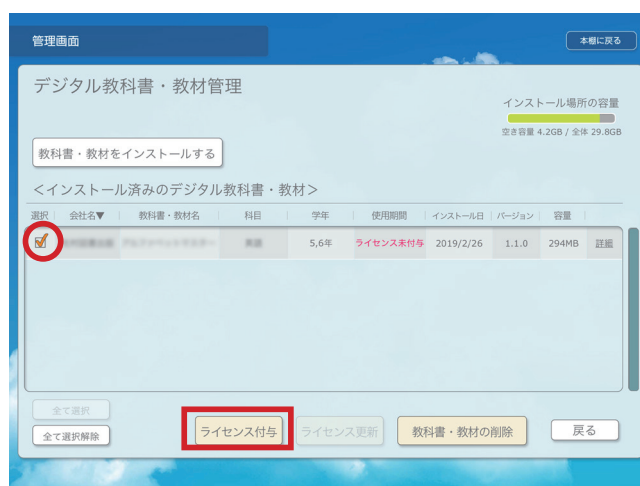 管理画面
本棚に戻る
デジタル教科書・教材管理
インストール場所の容量
空き容量 4.2GB / 全体 29.8GB
教科書・教材をインストールする
<インストール済みのデジタル教科書・教材>
選択 会社名▼ 教科書・教材名 科目 学年 使用期間 インストール日 バージョン 容量
5,6年 ライセンス未付与 2019/2/26 1.1.0 294MB 詳細
全て選択
全て選択解除 ライセンス付与 ライセンス更新 教科書・教材の削除 戻る